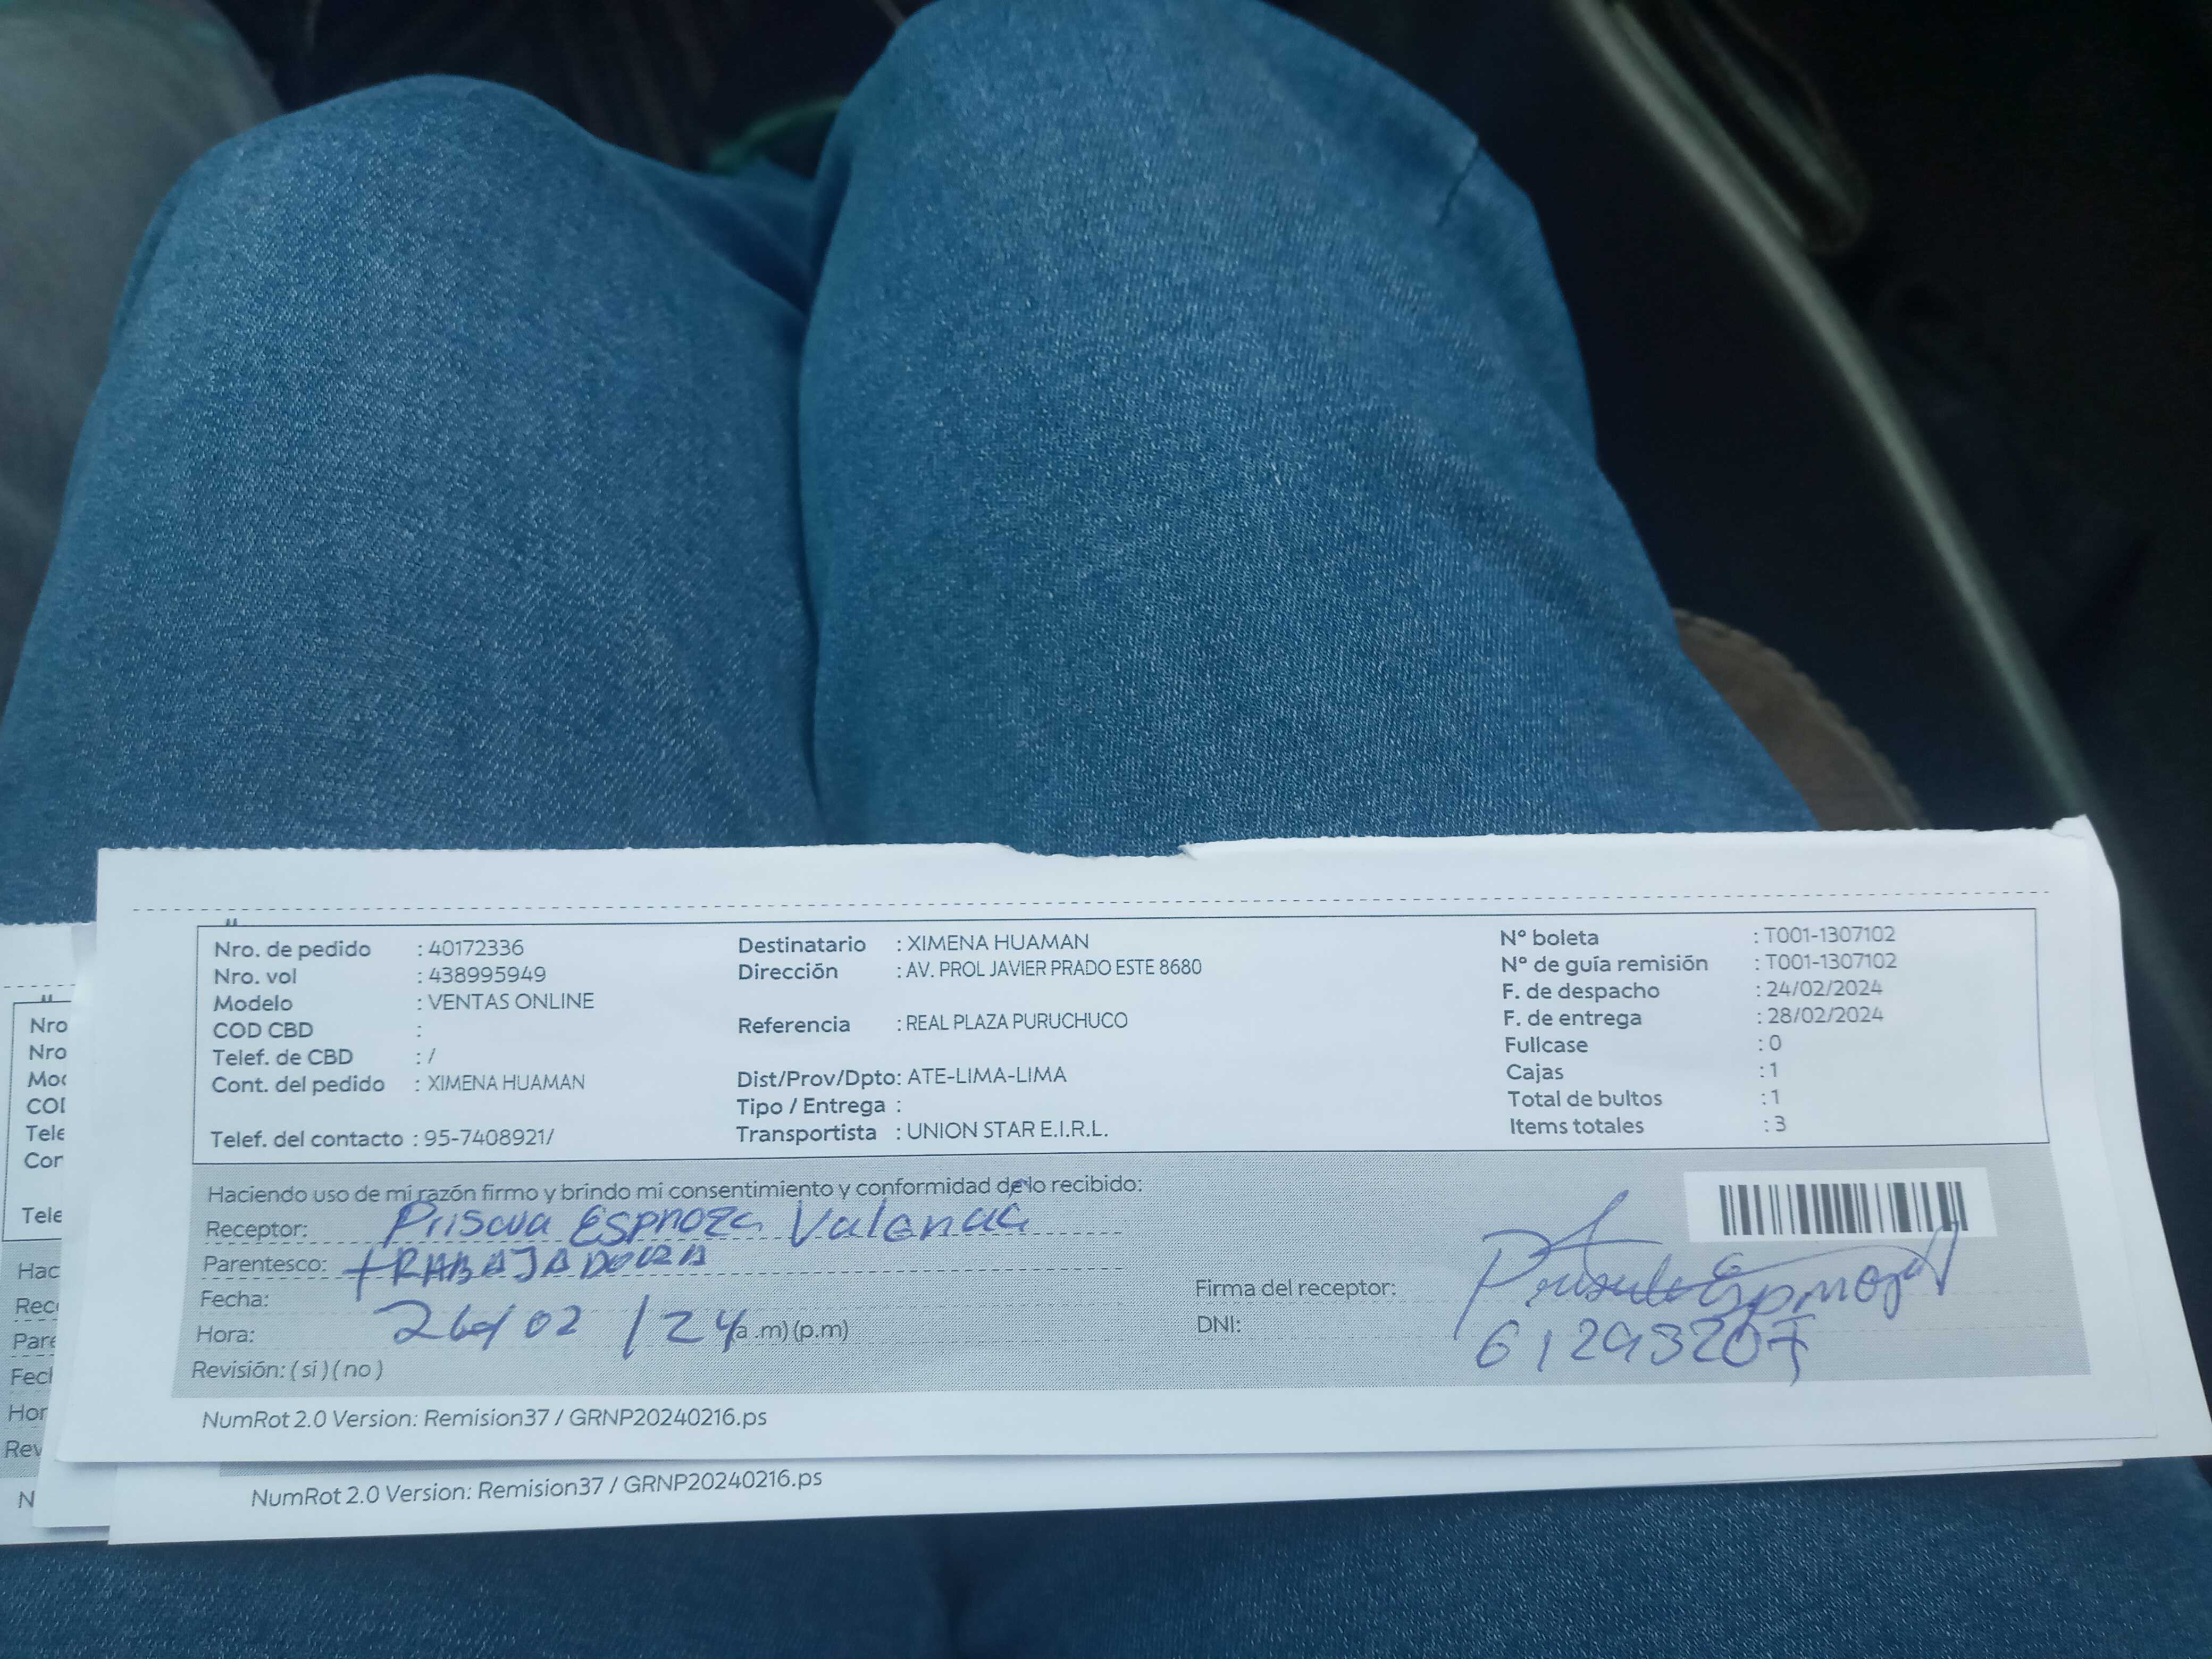 Nro. de pedido : 40172336
Nro. vol : 438995949
Modelo : VENTAS ONLINE
COD CBD :
Telef. de CBD : /
Cont. del pedido : XIMENA HUAMAN
Telef. del contacto : 95-7408921/
Destinatario : XIMENA HUAMAN
Dirección : AV. PROL JAVIER PRADO ESTE 8680
Referencia : REAL PLAZA PURUCHUCO
Dist/Prov/Dpto: ATE-LIMA-LIMA
Tipo / Entrega :
Transportista : UNION STAR E.I.R.L.
N° boleta : T001-1307102
N° de guía remisión : T001-1307102
F. de despacho : 24/02/2024
F. de entrega : 28/02/2024
Fullcase : 0
Cajas : 1
Total de bultos : 1
Items totales : 3
Haciendo uso de mi razón firmo y brindo mi consentimiento y conformidad de lo recibido:
Receptor: Espinoza
Parentesco: TRABAJADORA
Fecha:
Hora: 26/02/24 (a.m) (p.m)
Revisión: ( si ) ( no )
Firma del receptor:
DNI: 61293207
NumRot 2.0 Version: Remision37 / GRNP20240216.ps
NumRot 2.0 Version: Remision37 / GRNP20240216.ps
Nro
Nro
Tele
Tele
Hac
Rev
N